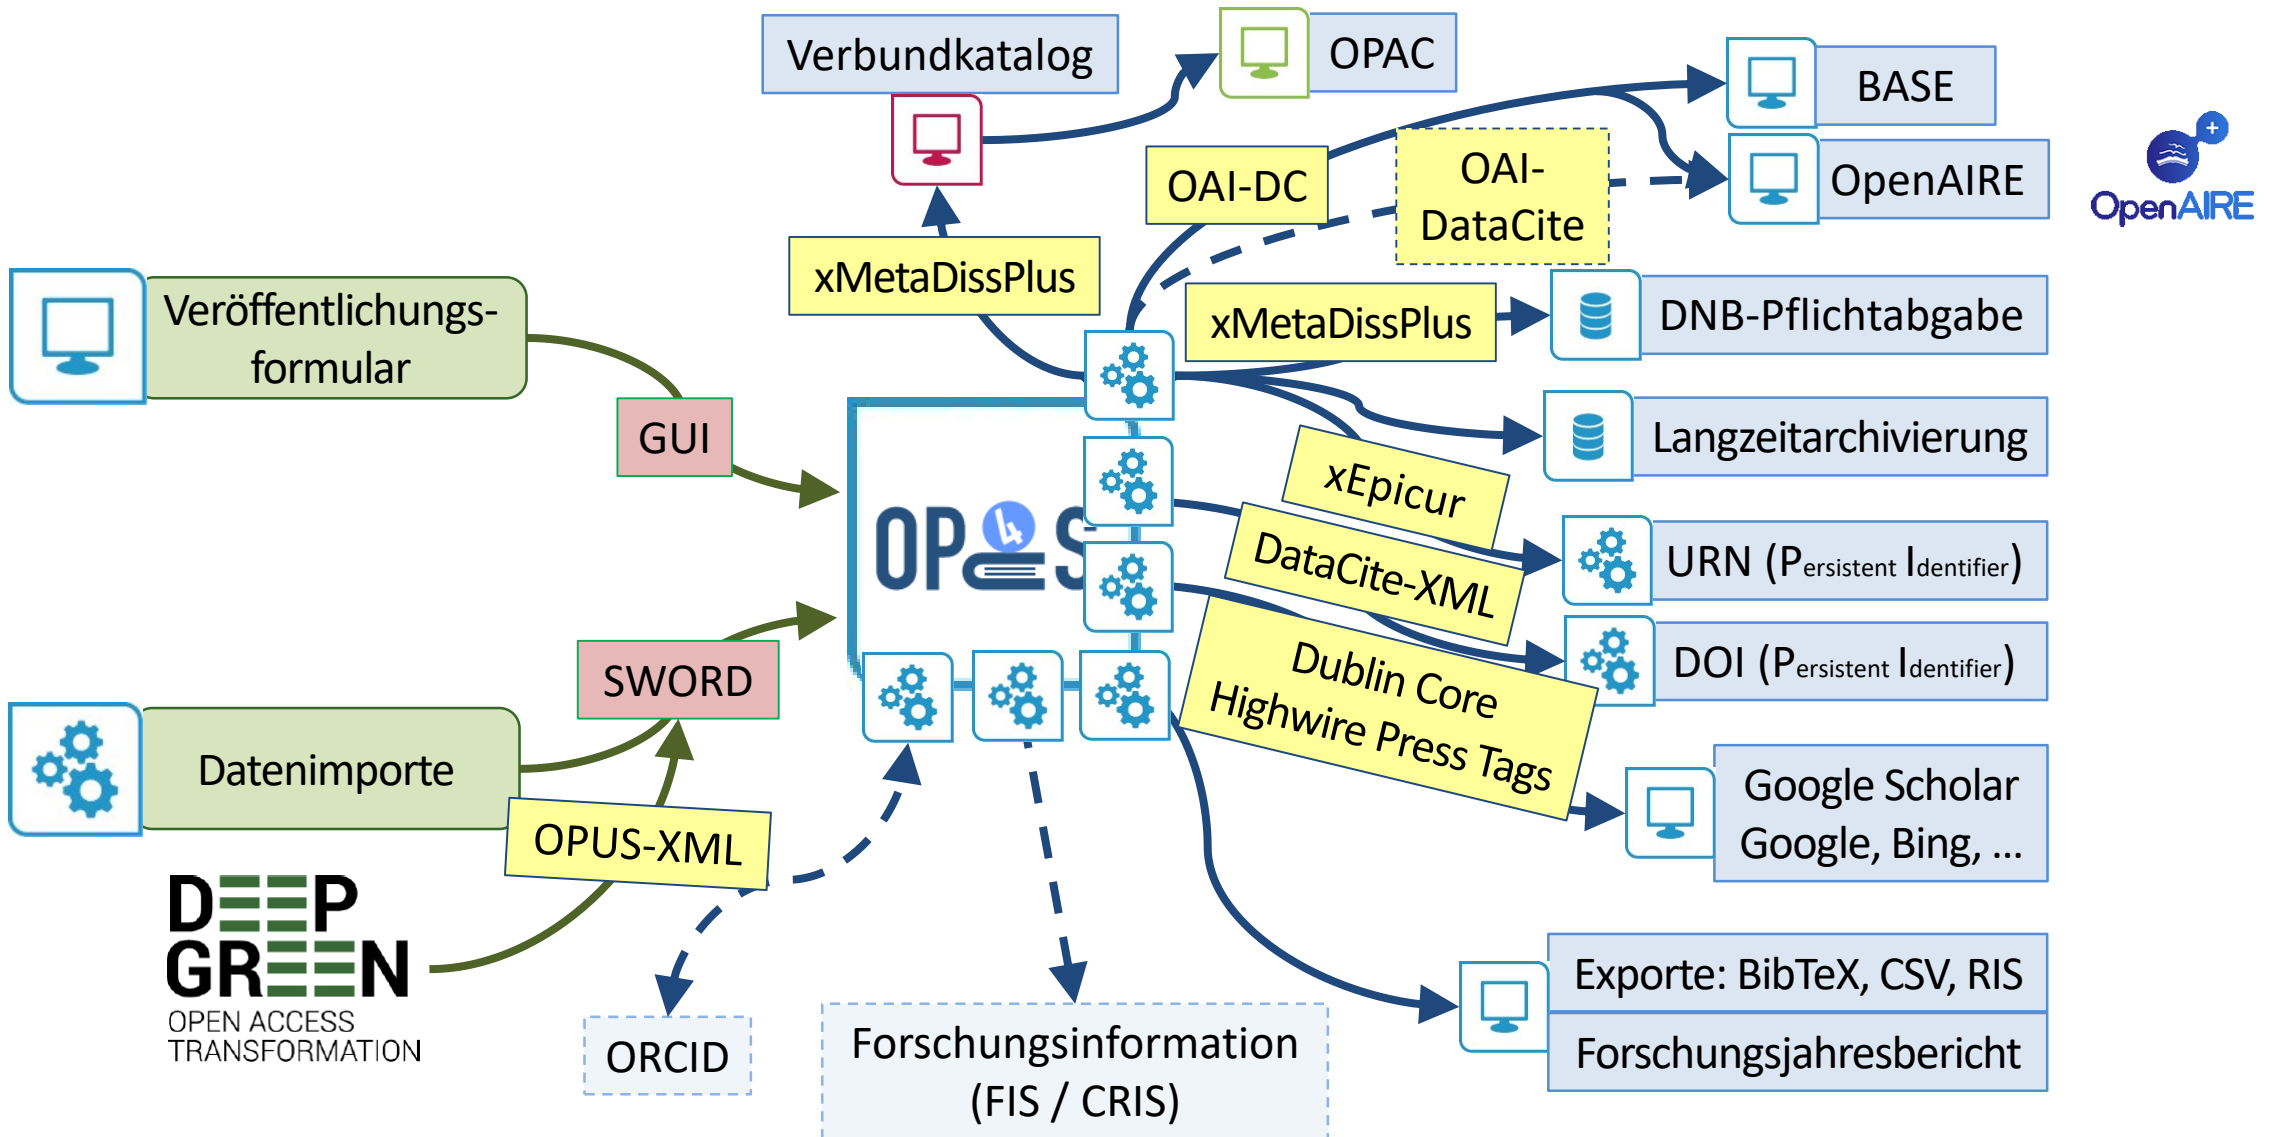 Verbundkatalog
OPAC
BASE
OAI-DC
OAI-
DataCite
OpenAIRE
OpenAIRE
xMetaDissPlus
xMetaDissPlus
DNB-Pflichtabgabe
Veröffentlichungs-
formular
GUI
Langzeitarchivierung
xEpicur
OPUS 4
DataCite-XML
URN (Persistent Identifier)
SWORD
Dublin Core
Highwire Press Tags
DOI (Persistent Identifier)
Datenimporte
OPUS-XML
Google Scholar
Google, Bing, ...
DEEP
GREEN
OPEN ACCESS
TRANSFORMATION
ORCID
Forschungsinformation
(FIS / CRIS)
Exporte: BibTeX, CSV, RIS
Forschungsjahresbericht